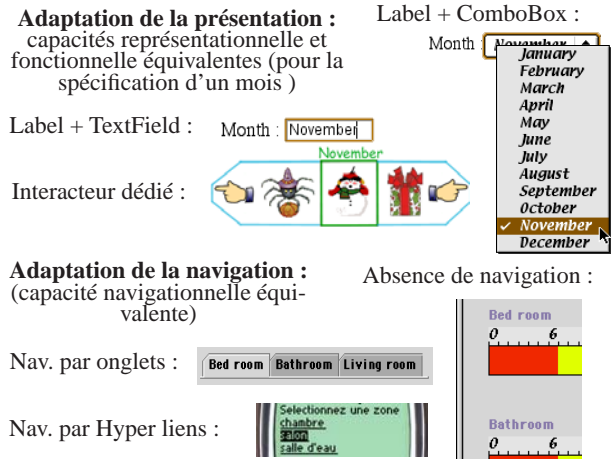 Adaptation de la présentation :
capacités représentationnelle et
fonctionnelle équivalentes (pour la
spécification d'un mois )
Label + ComboBox :
Month : November
January
February
March
April
May
June
July
August
September
October
✓ November
December
Label + TextField :
Month : November
November
Interacteur dédié :
Adaptation de la navigation :
(capacité navigationnelle équi-
valente)
Absence de navigation :
Bed room
0 6
Bathroom
0 6
Nav. par onglets :
Bed room Bathroom Living room
Nav. par Hyper liens :
Selectionnez une zone
chambre
salon
salle d'eau